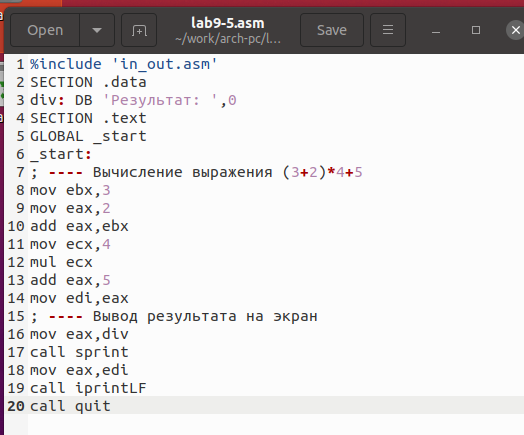 Open
lab9-5.asm
~/work/arch-pc/l...
Save
1 %include 'in_out.asm'
2 SECTION .data
3 div: DB 'Результат: ',0
4 SECTION .text
5 GLOBAL _start
6 _start:
7 ; ---- Вычисление выражения (3+2)*4+5
8 mov ebx,3
9 mov eax,2
10 add eax,ebx
11 mov ecx,4
12 mul ecx
13 add eax,5
14 mov edi,eax
15 ; ---- Вывод результата на экран
16 mov eax,div
17 call sprint
18 mov eax,edi
19 call iprintLF
20 call quit